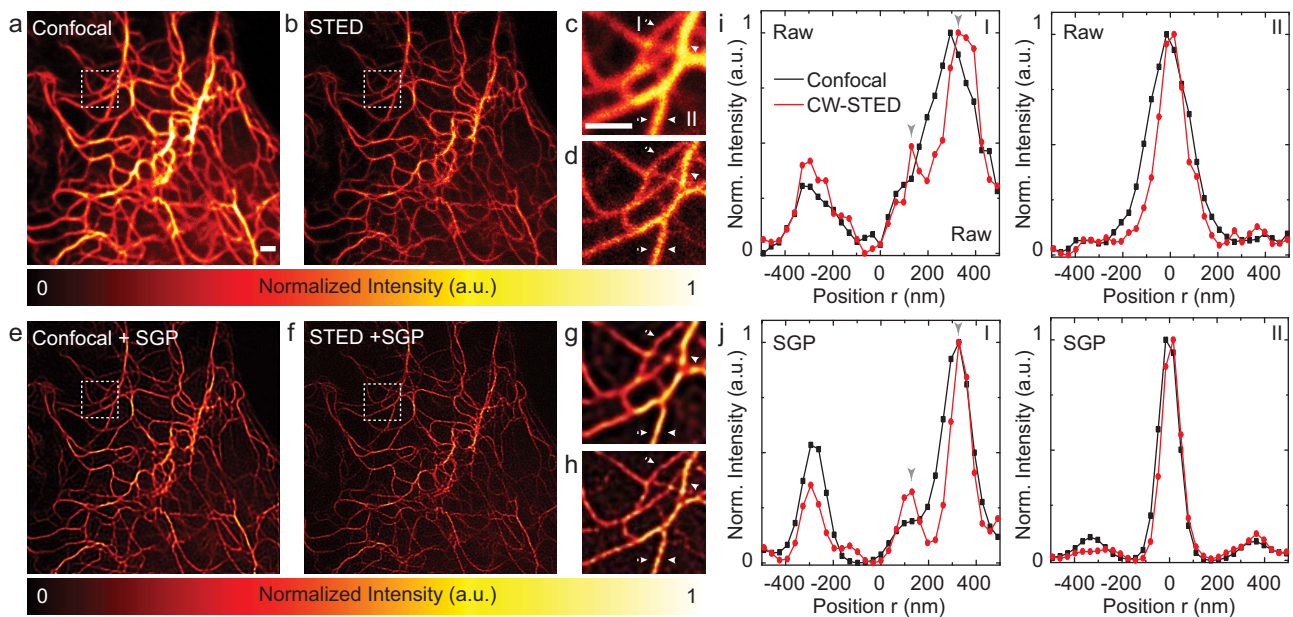 a Confocal
b STED
c I
II
d
0 Normalized Intensity (a.u.) 1
e Confocal + SGP
f STED +SGP
g
h
0 Normalized Intensity (a.u.) 1
i Raw I
Confocal
CW-STED
Raw
1
0
Norm. Intensity (a.u.)
-400 -200 0 200 400
Position r (nm)
Raw II
1
0
Norm. Intensity (a.u.)
-400 -200 0 200 400
Position r (nm)
j SGP I
1
0
Norm. Intensity (a.u.)
-400 -200 0 200 400
Position r (nm)
SGP II
1
0
Norm. Intensity (a.u.)
-400 -200 0 200 400
Position r (nm)